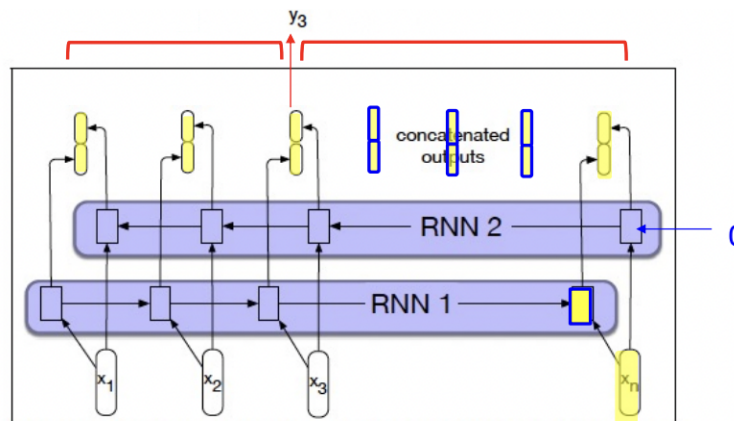 y3
concatenated
outputs
RNN 2
RNN 1
x1
x2
x3
xn